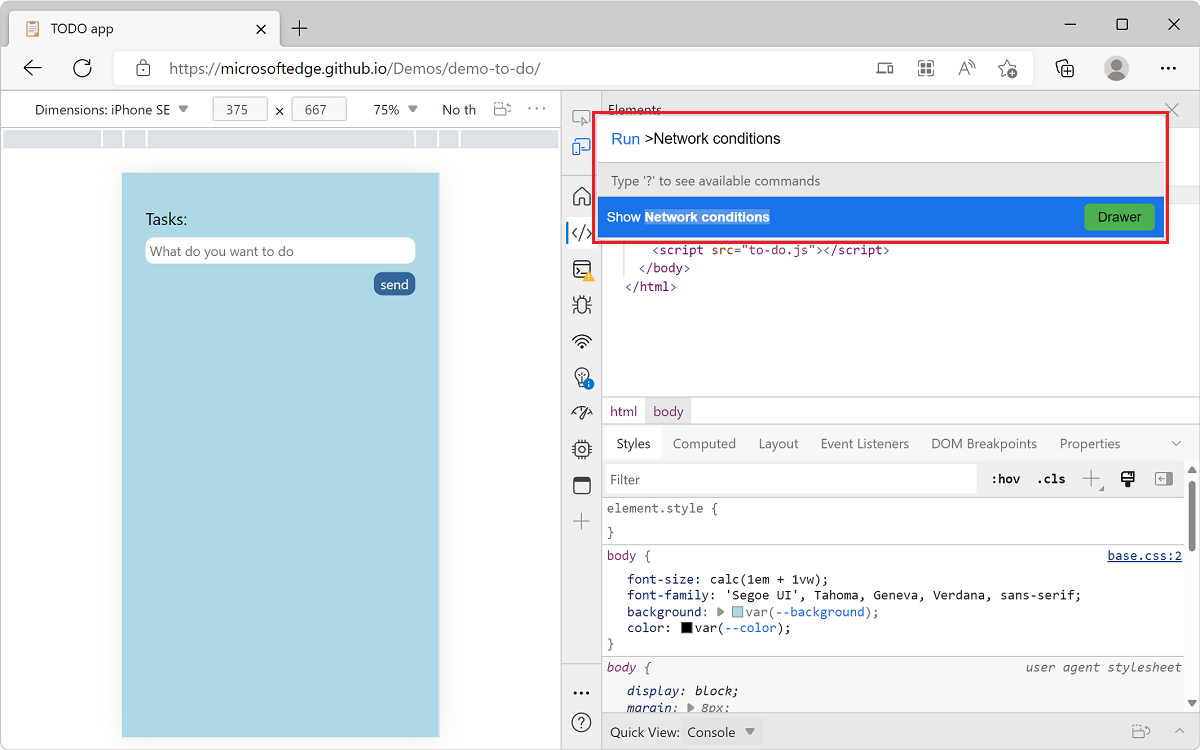 TODO app
https://microsoftedge.github.io/Demos/demo-to-do/
Dimensions: iPhone SE 375 x 667 75% No th
Elements
Run >Network conditions
Type '?' to see available commands
Show Network conditions Drawer
Tasks:
What do you want to do
send
<script src="to-do.js"></script>
</body>
</html>
html body
Styles Computed Layout Event Listeners DOM Breakpoints Properties
Filter :hov .cls
element.style {
}
body { base.css:2
font-size: calc(1em + 1vw);
font-family: 'Segoe UI', Tahoma, Geneva, Verdana, sans-serif;
background: var(--background);
color: var(--color);
}
body { user agent stylesheet
display: block;
margin: 8px;
Quick View: Console